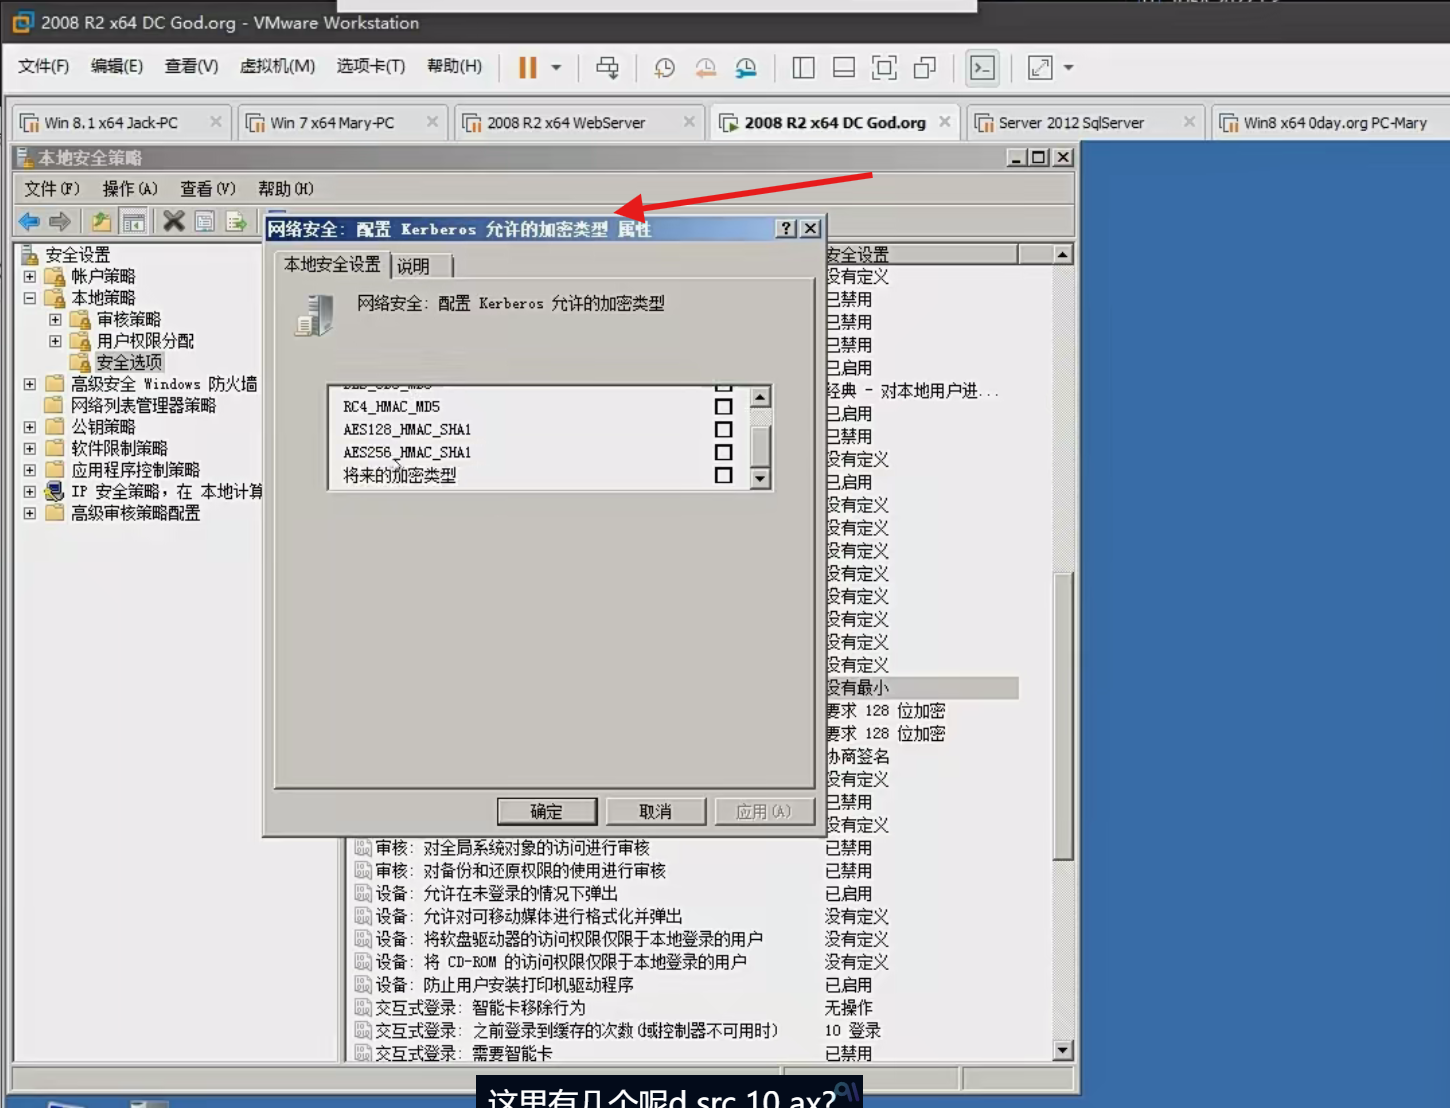 2008 R2 x64 DC God.org - VMware Workstation
文件(F) 编辑(E) 查看(V) 虚拟机(M) 选项卡(T) 帮助(H)
Win 8.1 x64 Jack-PC
Win 7 x64 Mary-PC
2008 R2 x64 WebServer
2008 R2 x64 DC God.org
Server 2012 SqlServer
Win8 x64 0day.org PC-Mary
本地安全策略
文件(F) 操作(A) 查看(V) 帮助(H)
安全设置
帐户策略
本地策略
审核策略
用户权限分配
安全选项
高级安全 Windows 防火墙
网络列表管理器策略
公钥策略
软件限制策略
应用程序控制策略
IP 安全策略，在 本地计算
高级审核策略配置
网络安全: 配置 Kerberos 允许的加密类型 属性
本地安全设置
说明
网络安全: 配置 Kerberos 允许的加密类型
RC4_HMAC_MD5
AES128_HMAC_SHA1
AES256_HMAC_SHA1
将来的加密类型
确定
取消
应用(A)
安全设置
没有定义
已禁用
已禁用
已禁用
已启用
经典 - 对本地用户进...
已启用
已禁用
没有定义
已启用
没有定义
没有定义
没有定义
没有定义
没有定义
没有定义
没有定义
没有定义
没有最小
要求 128 位加密
要求 128 位加密
协商签名
没有定义
已禁用
没有定义
审核: 对全局系统对象的访问进行审核 已禁用
审核: 对备份和还原权限的使用进行审核 已禁用
设备: 允许在未登录的情况下弹出 已启用
设备: 允许对可移动媒体进行格式化并弹出 没有定义
设备: 将软盘驱动器的访问权限仅限于本地登录的用户 没有定义
设备: 将 CD-ROM 的访问权限仅限于本地登录的用户 没有定义
设备: 防止用户安装打印机驱动程序 已启用
交互式登录: 智能卡移除行为 无操作
交互式登录: 之前登录到缓存的次数(域控制器不可用时) 10 登录
交互式登录: 需要智能卡 已禁用
这里有几个呢d src 10 ax?